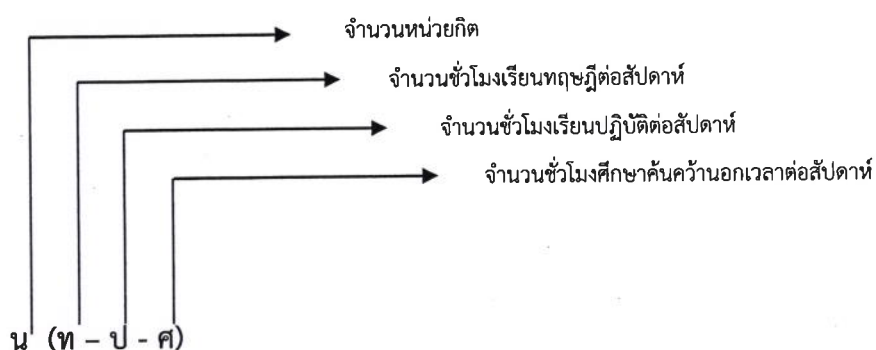 จำนวนหน่วยกิต
จำนวนชั่วโมงเรียนทฤษฎีต่อสัปดาห์
จำนวนชั่วโมงเรียนปฏิบัติต่อสัปดาห์
จำนวนชั่วโมงศึกษาค้นคว้านอกเวลาต่อสัปดาห์
น (ท – ป - ศ)